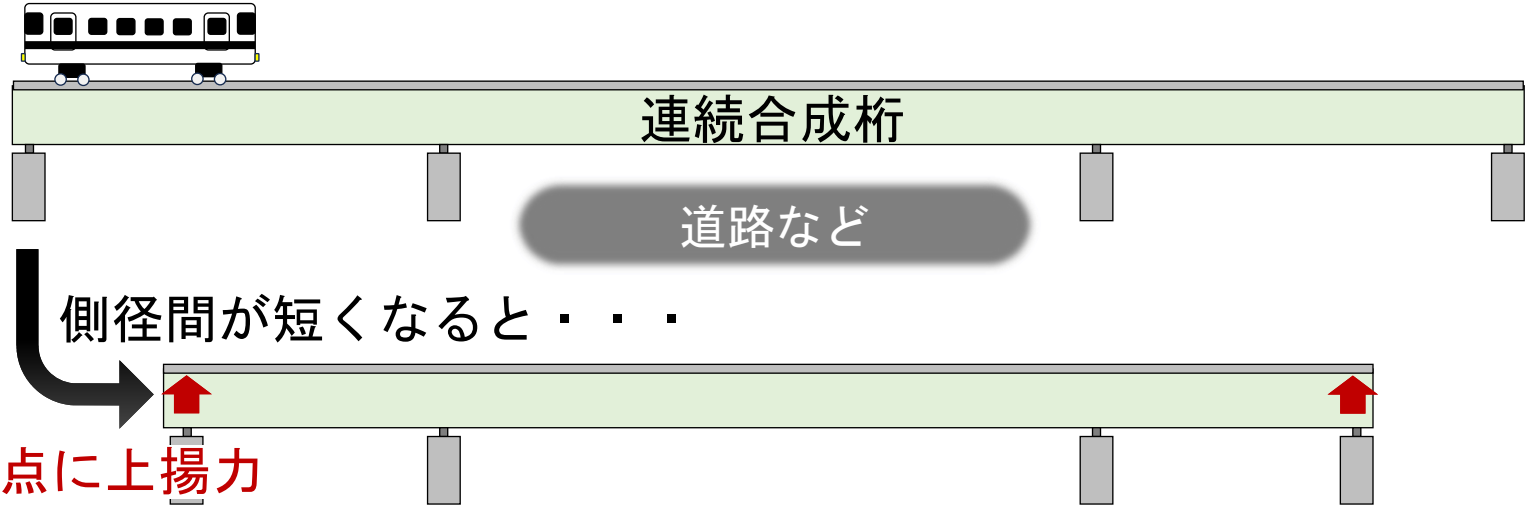 連続合成桁
道路など
側径間が短くなると・・・
点に上揚力